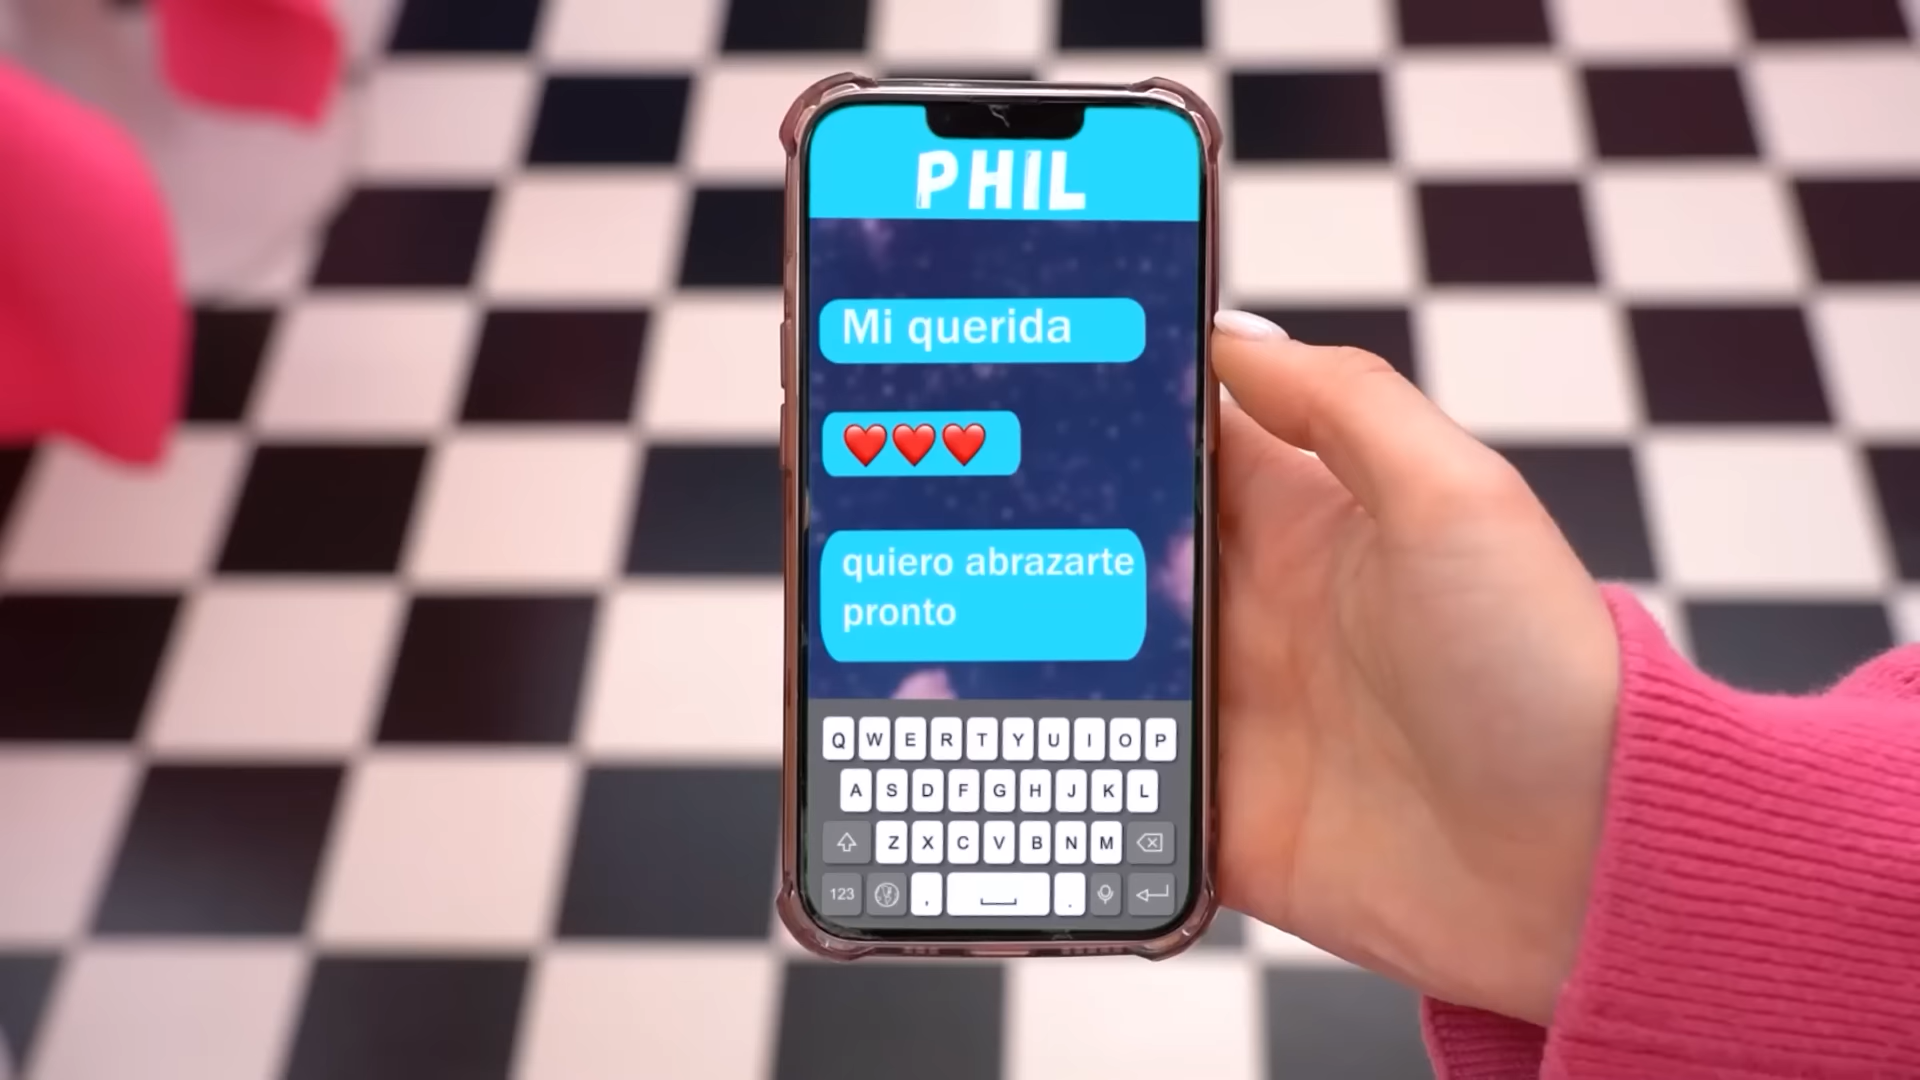 PHIL
Mi querida
❤️❤️❤️
quiero abrazarte
pronto
Q W E R T Y U I O P
A S D F G H J K L
Z X C V B N M
123 , .